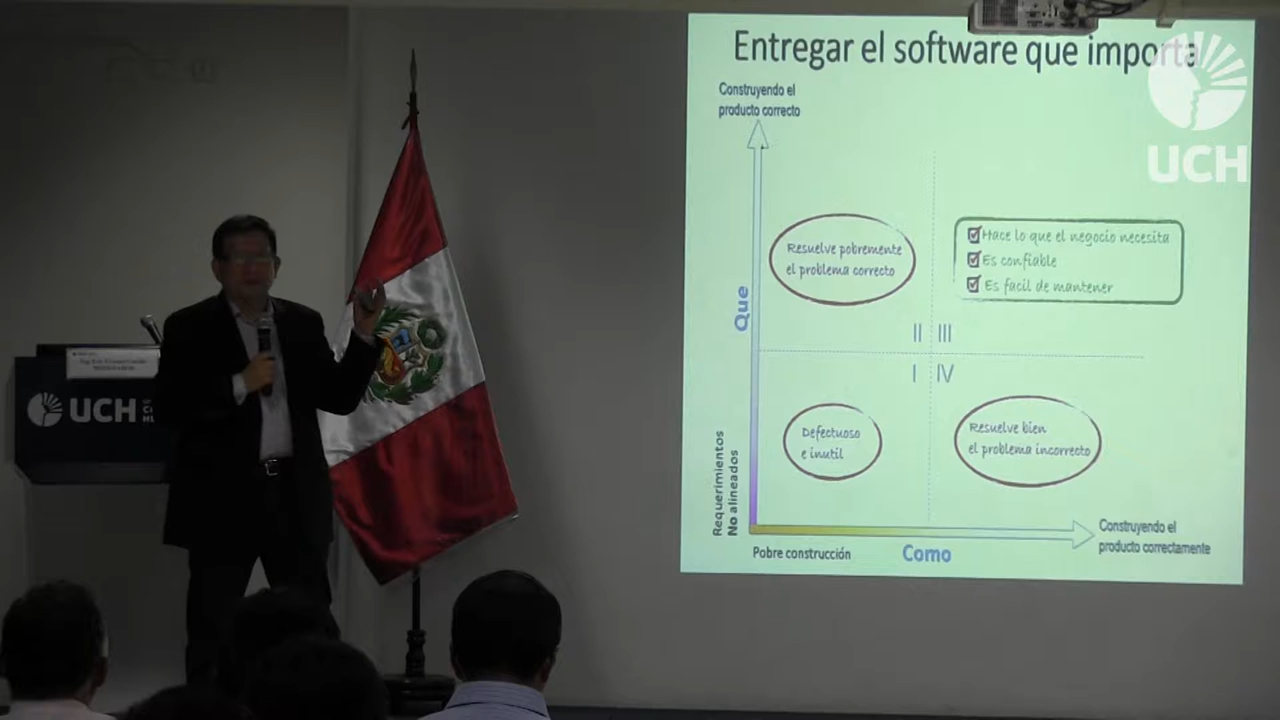 Entregar el software que importa
UCH
Construyendo el
producto correcto
Resuelve pobremente
el problema correcto
Hace lo que el negocio necesita
Es confiable
Es facil de mantener
Que
II
III
I
IV
Defectuoso
e inutil
Resuelve bien
el problema incorrecto
Requerimientos
No alineados
Pobre construcción
Como
Construyendo el
producto correctamente
UCH